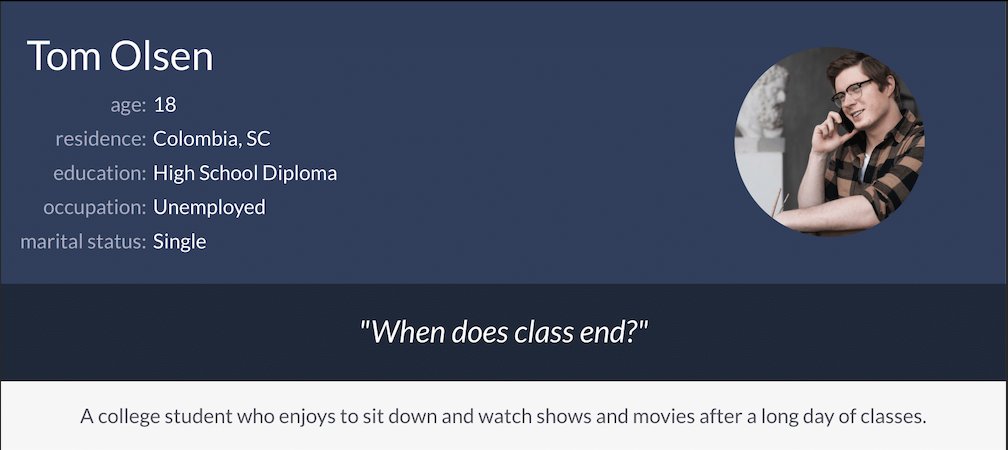 Tom Olsen
age: 18
residence: Colombia, SC
education: High School Diploma
occupation: Unemployed
marital status: Single
"When does class end?"
A college student who enjoys to sit down and watch shows and movies after a long day of classes.